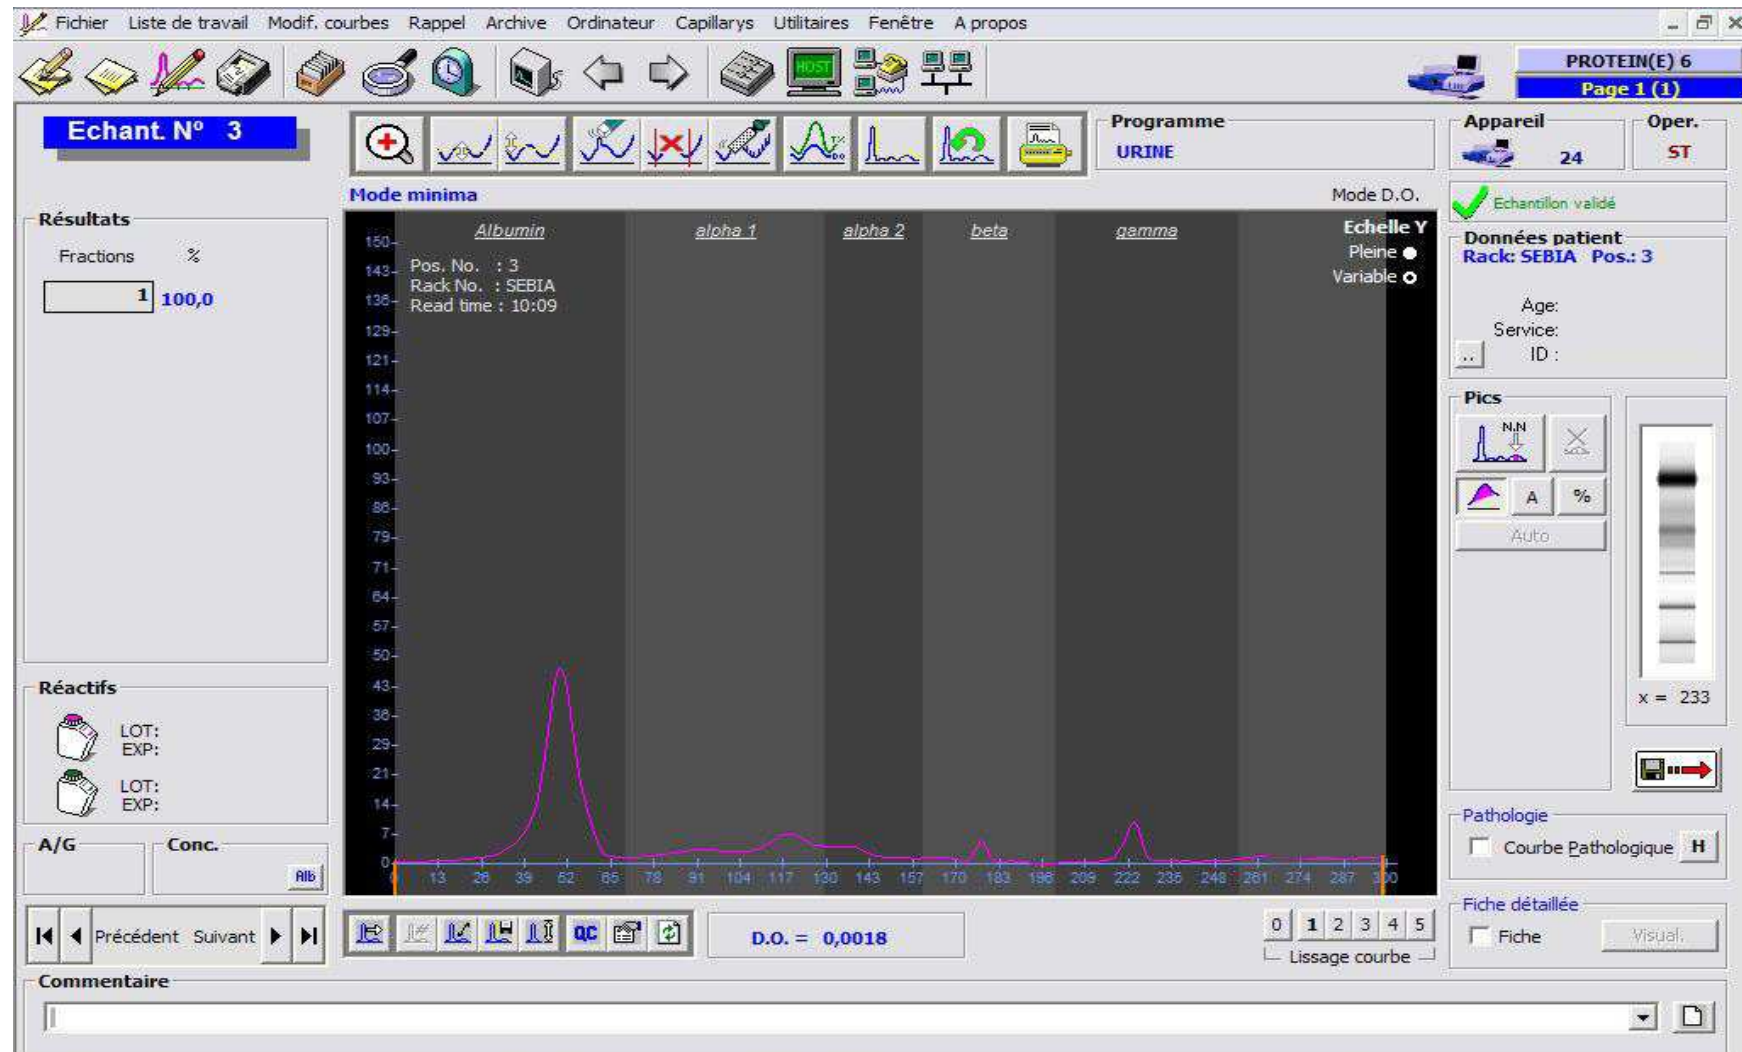 Fichier Liste de travail Modif. courbes Rappel Archive Ordinateur Capillarys Utilitaires Fenêtre A propos
HOST
PROTEIN(E) 6
Page 1 (1)
Echant. Nº 3
Programme
URINE
Appareil
24
Oper.
ST
Mode minima
Mode D.O.
Echantillon validé
Résultats
Fractions %
1 100,0
Albumin alpha 1 alpha 2 beta gamma
Echelle Y
Pleine
Variable
Pos. No. : 3
Rack No. : SEBIA
Read time : 10:09
150
143
136
129
121
114
107
100
93
86
79
71
64
57
50
43
36
29
21
14
7
0
0 13 26 39 52 65 78 91 104 117 130 143 157 170 183 196 209 222 235 248 261 274 287 300
Données patient
Rack: SEBIA Pos.: 3
Age:
Service:
.. ID :
Pics
N.N
A %
Auto
x = 233
Réactifs
LOT:
EXP:
LOT:
EXP:
A/G
Conc.
Alb
Pathologie
Courbe Pathologique H
Fiche détaillée
Fiche Visual.
Précédent Suivant
QC
D.O. = 0,0018
0 1 2 3 4 5
Lissage courbe
Commentaire